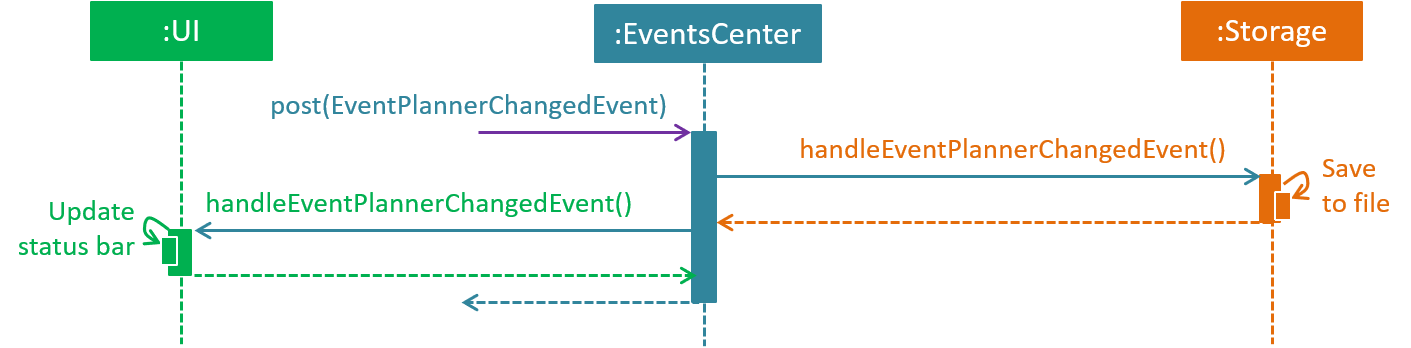 :UI
:EventsCenter
:Storage
post(EventPlannerChangedEvent)
handleEventPlannerChangedEvent()
Save
to file
handleEventPlannerChangedEvent()
Update
status bar